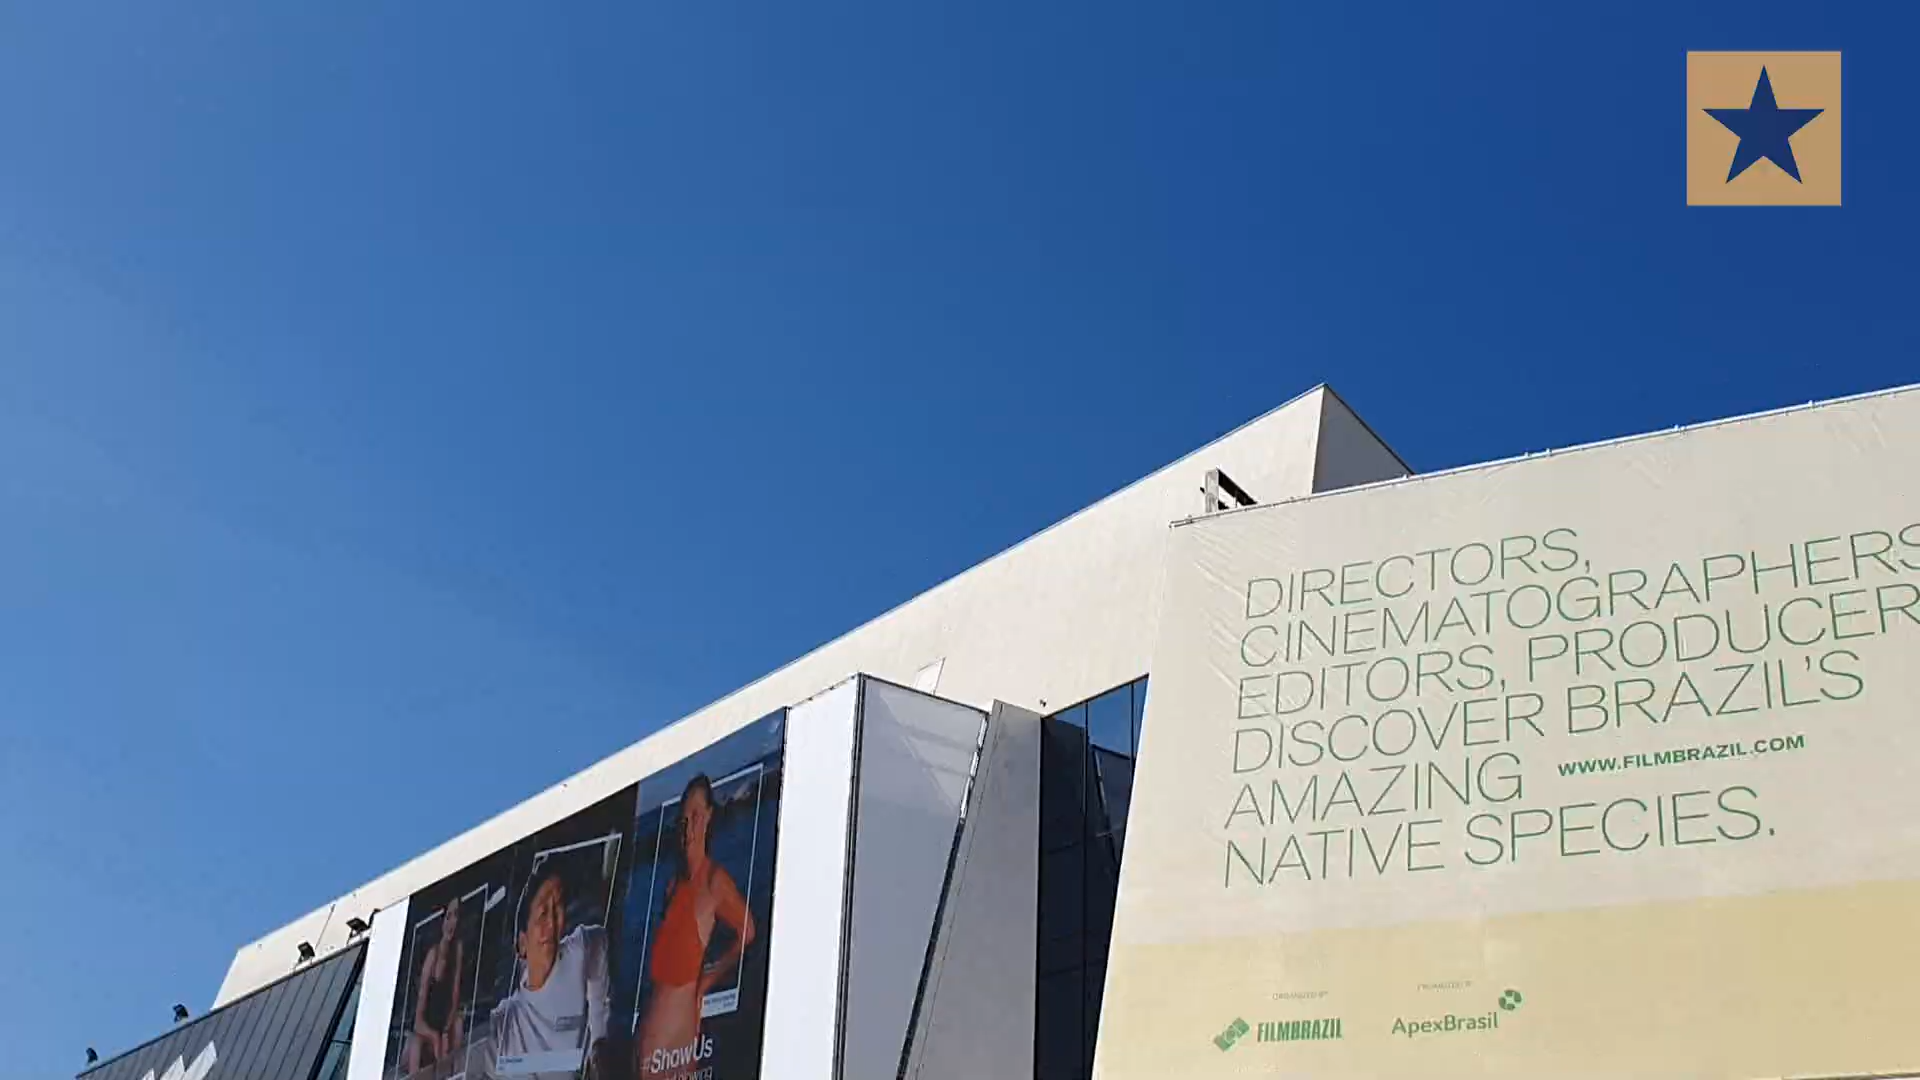 DIRECTORS,
CINEMATOGRAPHERS
EDITORS, PRODUCER
DISCOVER BRAZIL'S
AMAZING
WWW.FILMBRAZIL.COM
NATIVE SPECIES.
FILMBRAZIL
ApexBrasil
#ShowUs